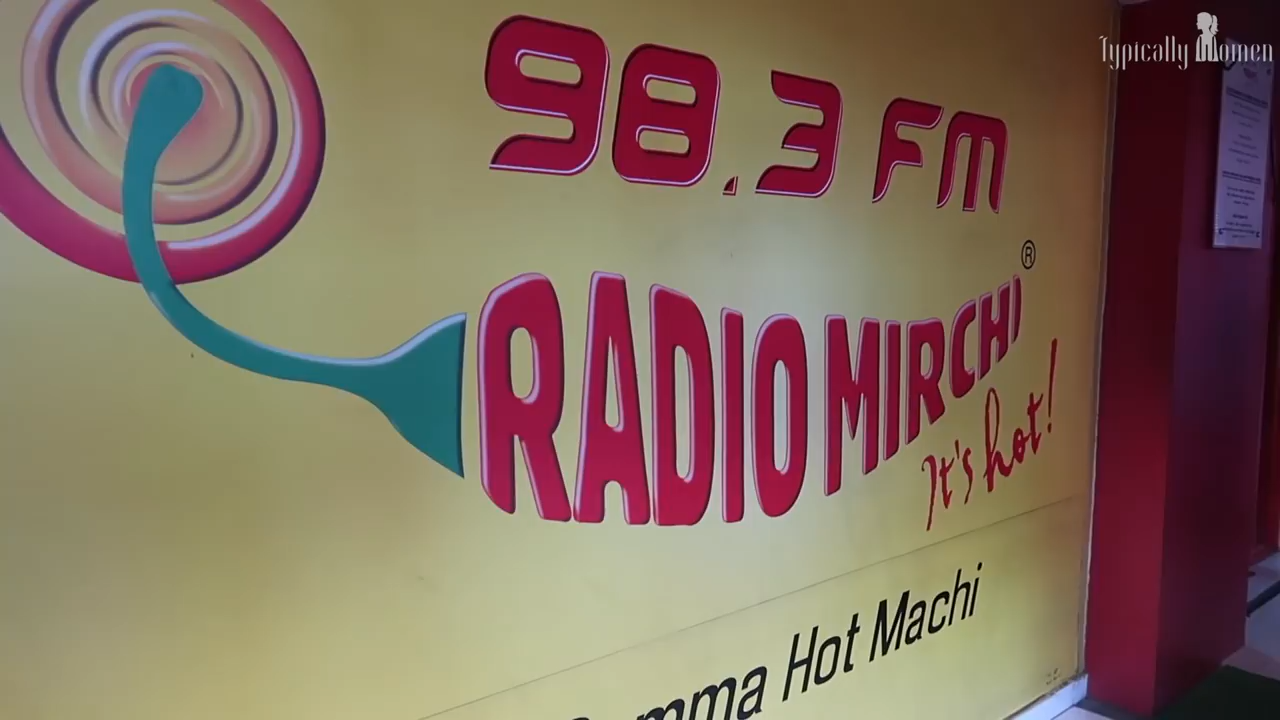 Typically Women
98.3 FM
RADIO MIRCHI ®
It's hot!
Hot Machi